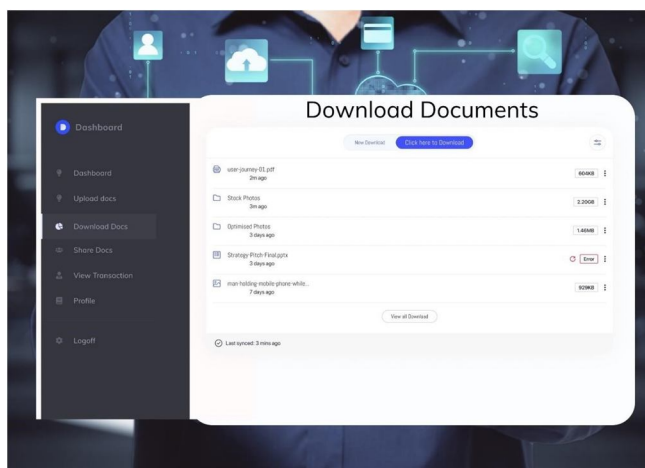 Dashboard
Dashboard
Upload docs
Download Docs
Share Docs
View Transaction
Profile
Logoff
Download Documents
New Download
Click here to Download
user-journey-01.pdf
2m ago
604KB
Stock Photos
2m ago
2.20GB
Optimised Photos
3 days ago
1.46MB
Strategy-Pitch-Final.pptx
3 days ago
Error
man-holding-mobile-phone-while...
7 days ago
929KB
View all Download
Last synced: 3 mins ago